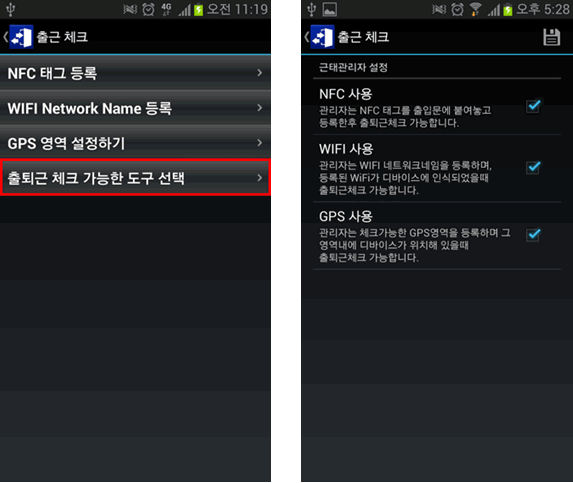 4G 오전 11:19
출근 체크
NFC 태그 등록
WIFI Network Name 등록
GPS 영역 설정하기
출퇴근 체크 가능한 도구 선택
오후 5:28
출근 체크
근태관리자 설정
NFC 사용
관리자는 NFC 태그를 출입문에 붙여놓고
등록한후 출퇴근체크 가능합니다.
WIFI 사용
관리자는 WIFI 네트워크네임을 등록하며,
등록된 WiFi가 디바이스에 인식되었을때
출퇴근체크 가능합니다.
GPS 사용
관리자는 체크가능한 GPS영역을 등록하며 그
영역내에 디바이스가 위치해 있을때
출퇴근체크 가능합니다.